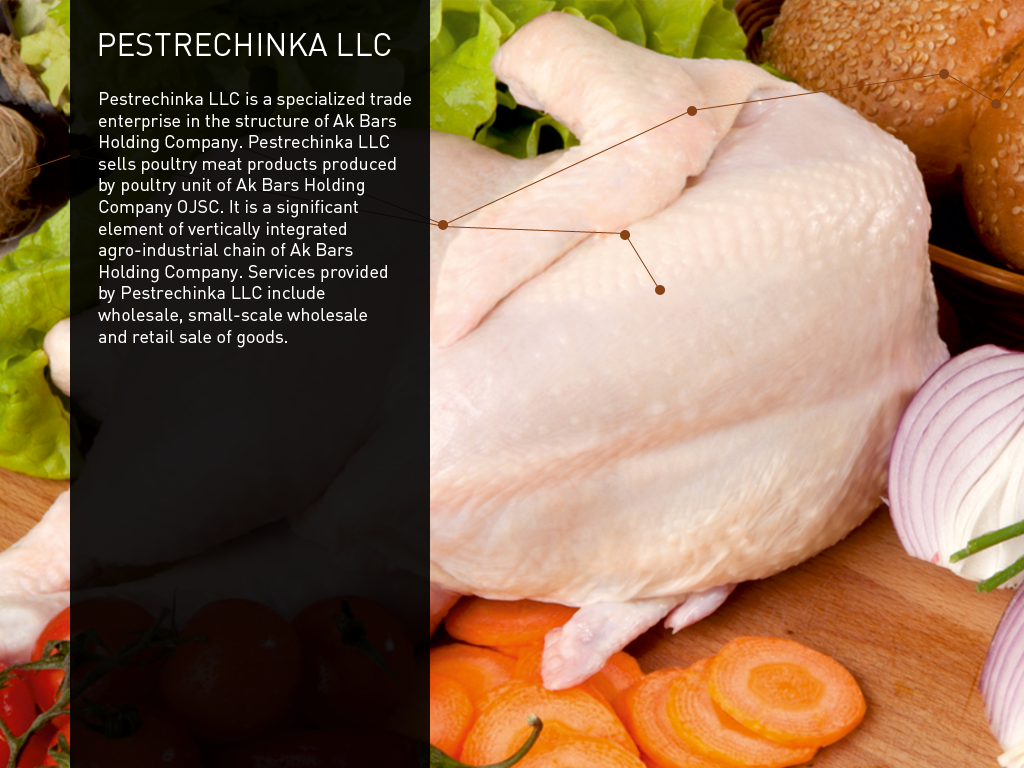 PESTRECHINKA LLC
Pestrechinka LLC is a specialized trade
enterprise in the structure of Ak Bars
Holding Company. Pestrechinka LLC
sells poultry meat products produced
by poultry unit of Ak Bars Holding
Company OJSC. It is a significant
element of vertically integrated
agro-industrial chain of Ak Bars
Holding Company. Services provided
by Pestrechinka LLC include
wholesale, small-scale wholesale
and retail sale of goods.